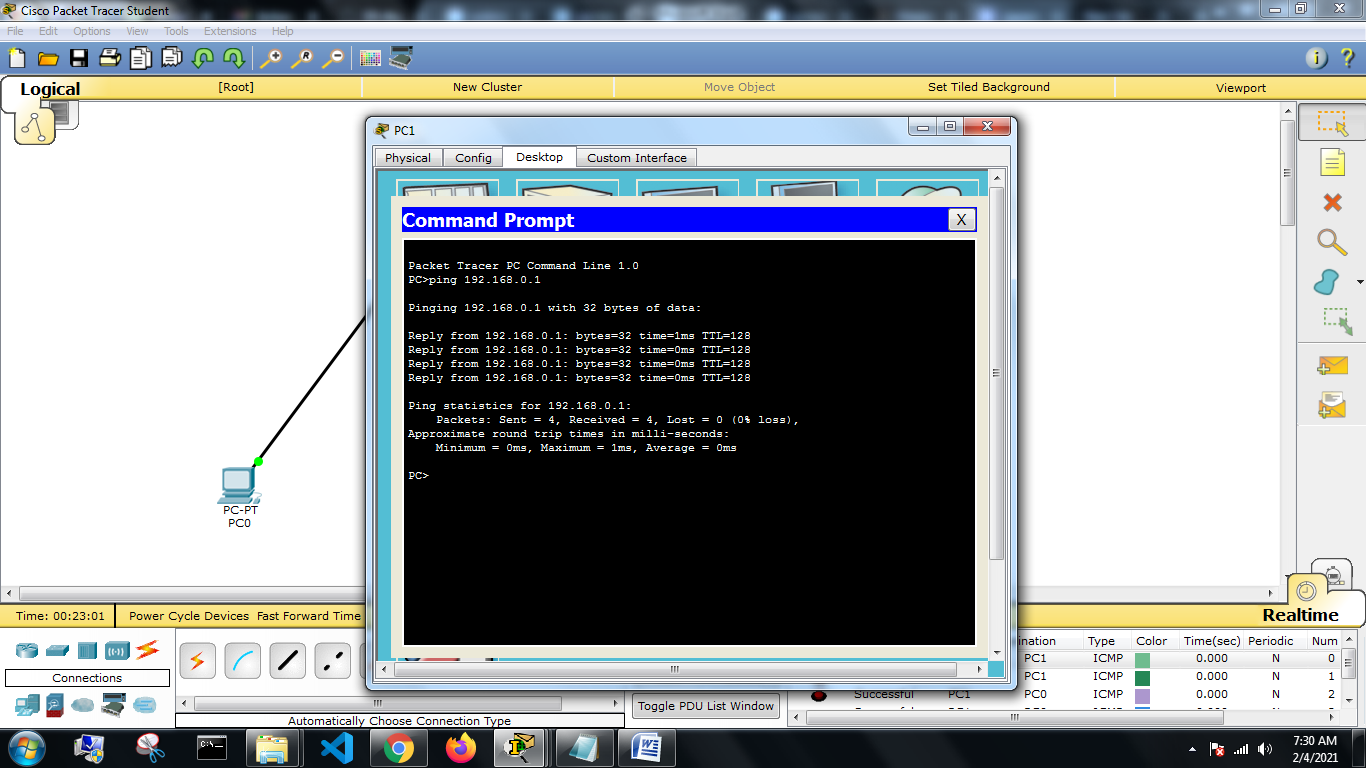 Cisco Packet Tracer Student
File Edit Options View Tools Extensions Help
Logical [Root] New Cluster Move Object Set Tiled Background Viewport
PC1
Physical Config Desktop Custom Interface
Command Prompt X
Packet Tracer PC Command Line 1.0
PC>ping 192.168.0.1
Pinging 192.168.0.1 with 32 bytes of data:
Reply from 192.168.0.1: bytes=32 time=1ms TTL=128
Reply from 192.168.0.1: bytes=32 time=0ms TTL=128
Reply from 192.168.0.1: bytes=32 time=0ms TTL=128
Reply from 192.168.0.1: bytes=32 time=0ms TTL=128
Ping statistics for 192.168.0.1:
Packets: Sent = 4, Received = 4, Lost = 0 (0% loss),
Approximate round trip times in milli-seconds:
Minimum = 0ms, Maximum = 1ms, Average = 0ms
PC>
PC-PT
PC0
Time: 00:23:01 Power Cycle Devices Fast Forward Time
Realtime
Connections
Automatically Choose Connection Type
Toggle PDU List Window
ination Type Color Time(sec) Periodic Num
PC1 ICMP 0.000 N 0
PC1 ICMP 0.000 N 1
Successful PC1 PC0 ICMP 0.000 N 2
7:30 AM
2/4/2021